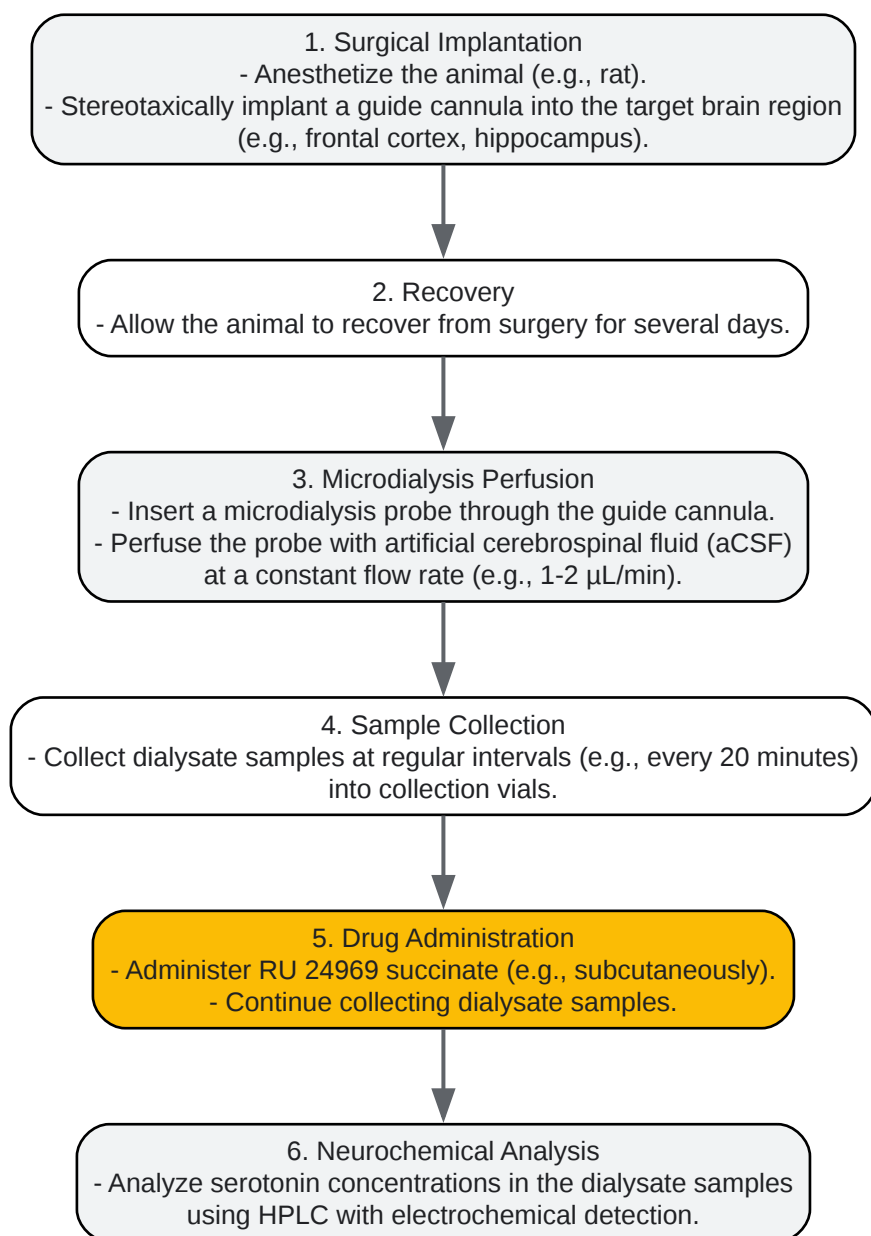 1. Surgical Implantation
- Anesthetize the animal (e.g., rat).
- Stereotaxically implant a guide cannula into the target brain region
(e.g., frontal cortex, hippocampus).
2. Recovery
- Allow the animal to recover from surgery for several days.
3. Microdialysis Perfusion
- Insert a microdialysis probe through the guide cannula.
- Perfuse the probe with artificial cerebrospinal fluid (aCSF)
at a constant flow rate (e.g., 1-2 µL/min).
4. Sample Collection
- Collect dialysate samples at regular intervals (e.g., every 20 minutes)
into collection vials.
5. Drug Administration
- Administer RU 24969 succinate (e.g., subcutaneously).
- Continue collecting dialysate samples.
6. Neurochemical Analysis
- Analyze serotonin concentrations in the dialysate samples
using HPLC with electrochemical detection.